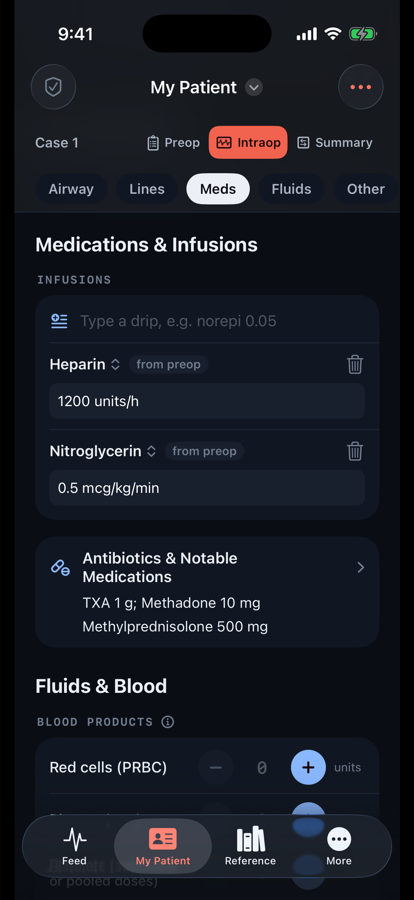 9:41
My Patient
Case 1
Preop
Intraop
Summary
Airway
Lines
Meds
Fluids
Other
Medications & Infusions
INFUSIONS
Type a drip, e.g. norepi 0.05
Heparin
from preop
1200 units/h
Nitroglycerin
from preop
0.5 mcg/kg/min
Antibiotics & Notable
Medications
TXA 1 g; Methadone 10 mg
Methylprednisolone 500 mg
Fluids & Blood
BLOOD PRODUCTS
Red cells (PRBC)
0
units
Feed
My Patient
Reference
More
or pooled doses)